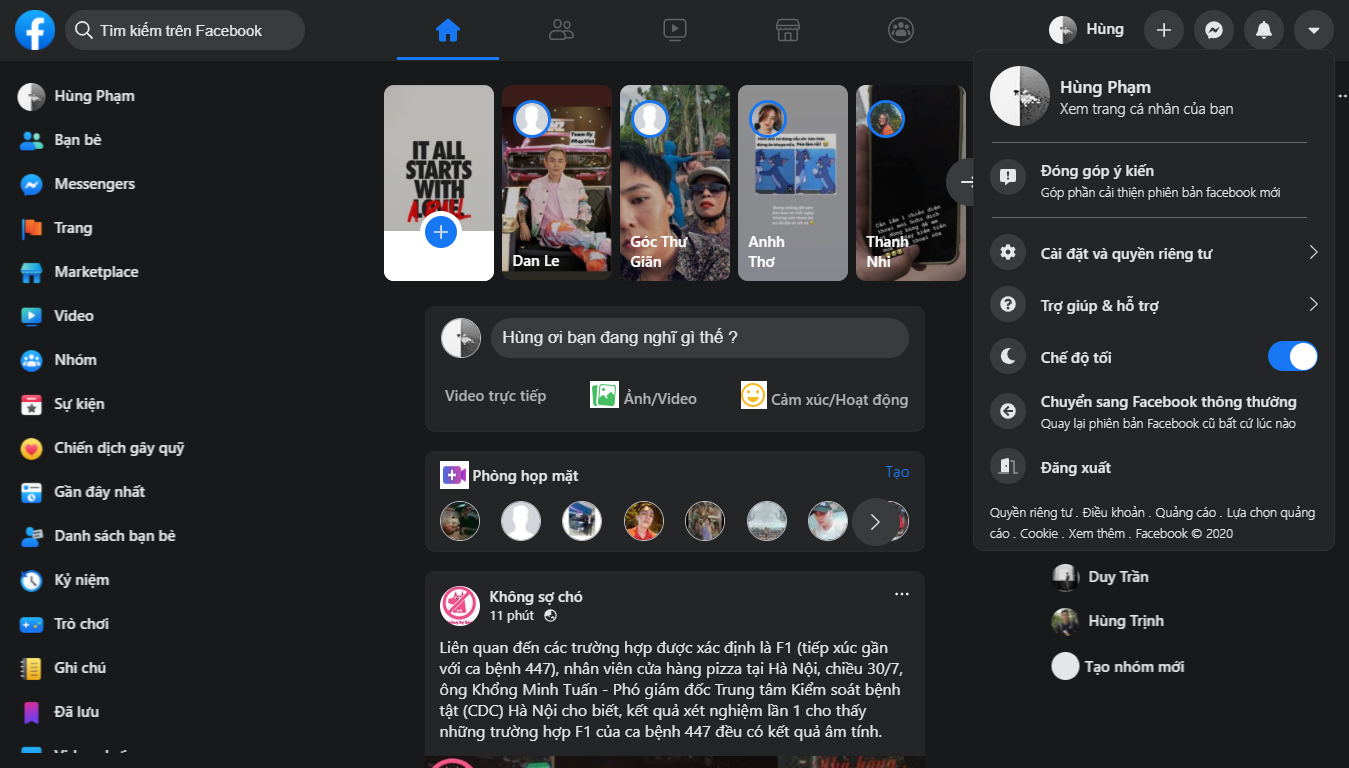 Tìm kiếm trên Facebook
Hùng
Hùng Phạm
Bạn bè
Messengers
Trang
Marketplace
Video
Nhóm
Sự kiện
Chiến dịch gây quỹ
Gần đây nhất
Danh sách bạn bè
Kỷ niệm
Trò chơi
Ghi chú
Đã lưu
IT ALL
STARTS
WITH
Team fly
#RapViet
Dan Le
Góc Thư
Giãn
Anhh
Thơ
Thanh
Nhi
Hùng ơi bạn đang nghĩ gì thế ?
Video trực tiếp
Ảnh/Video
Cảm xúc/Hoạt động
Phòng họp mặt
Tạo
Không sợ chó
11 phút
Liên quan đến các trường hợp được xác định là F1 (tiếp xúc gần
với ca bệnh 447), nhân viên cửa hàng pizza tại Hà Nội, chiều 30/7,
ông Khổng Minh Tuấn - Phó giám đốc Trung tâm Kiểm soát bệnh
tật (CDC) Hà Nội cho biết, kết quả xét nghiệm lần 1 cho thấy
những trường hợp F1 của ca bệnh 447 đều có kết quả âm tính.
Hùng Phạm
Xem trang cá nhân của bạn
Đóng góp ý kiến
Góp phần cải thiện phiên bản facebook mới
Cài đặt và quyền riêng tư
Trợ giúp & hỗ trợ
Chế độ tối
Chuyển sang Facebook thông thường
Quay lại phiên bản Facebook cũ bất cứ lúc nào
Đăng xuất
Quyền riêng tư . Điều khoản . Quảng cáo . Lựa chọn quảng
cáo . Cookie . Xem thêm . Facebook © 2020
Duy Trần
Hùng Trịnh
Tạo nhóm mới